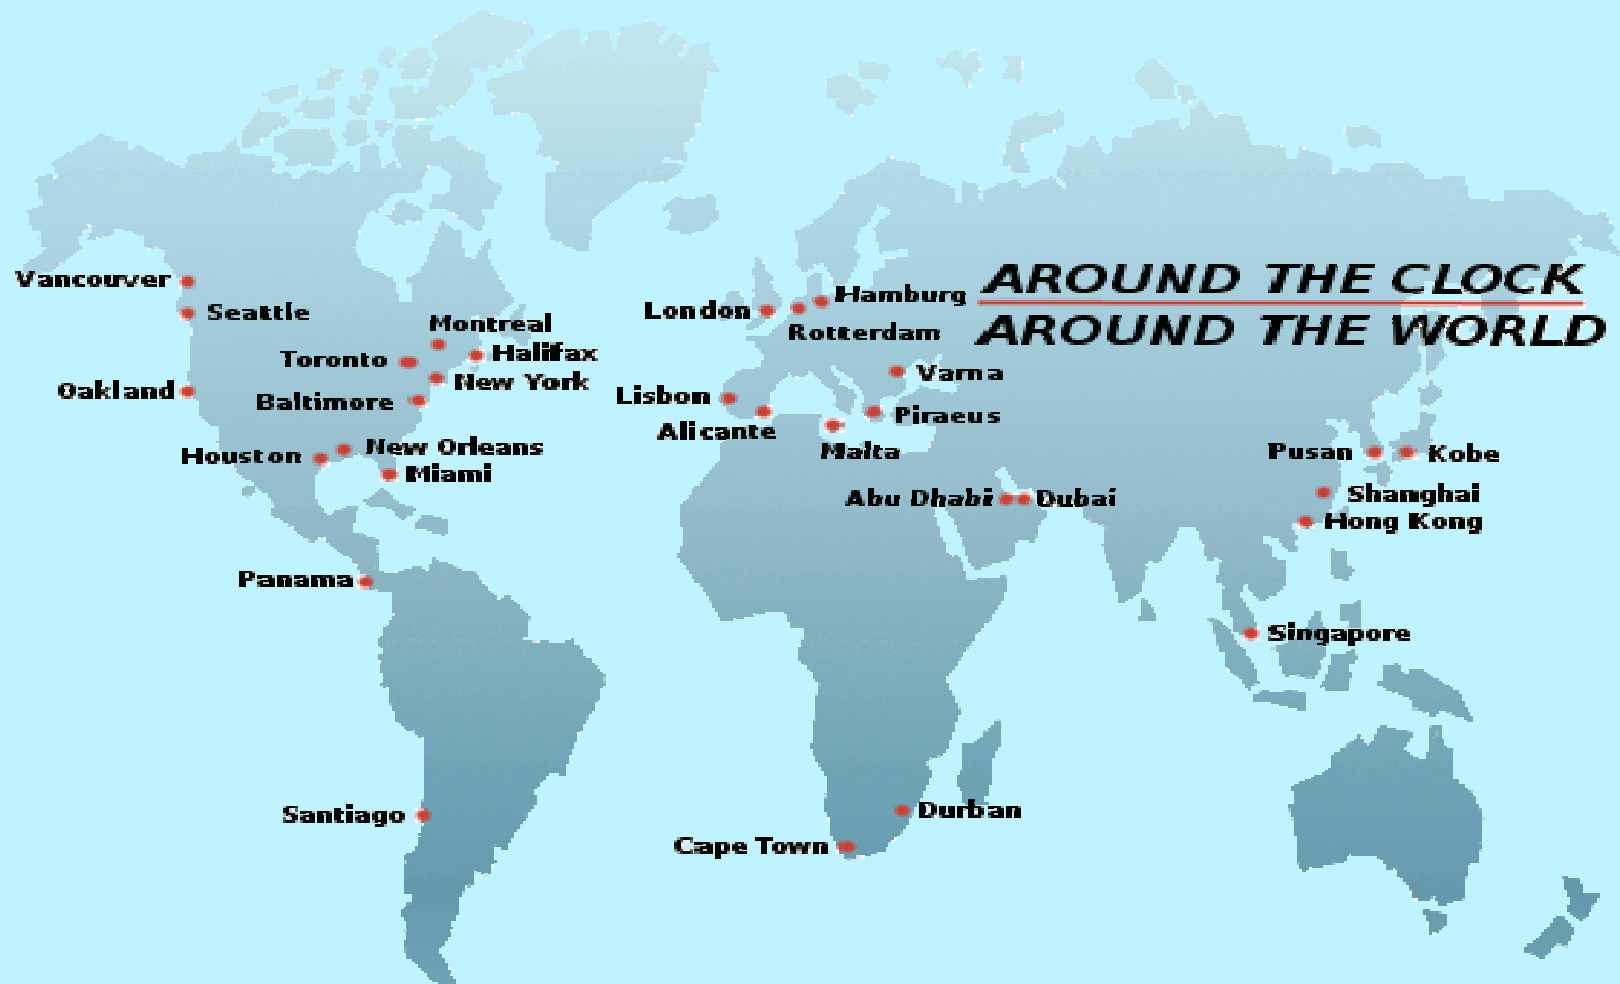 AROUND THE CLOCK
AROUND THE WORLD
Vancouver
Seattle
Hamburg
London
Montreal
Rotterdam
Halifax
Toronto
Varna
New York
Oakland
Lisbon
Baltimore
Piraeus
Alicante
New Orleans
Malta
Pusan
Kobe
Houston
Miami
Shanghai
Abu Dhabi
Dubai
Hong Kong
Panama
Singapore
Durban
Santiago
Cape Town